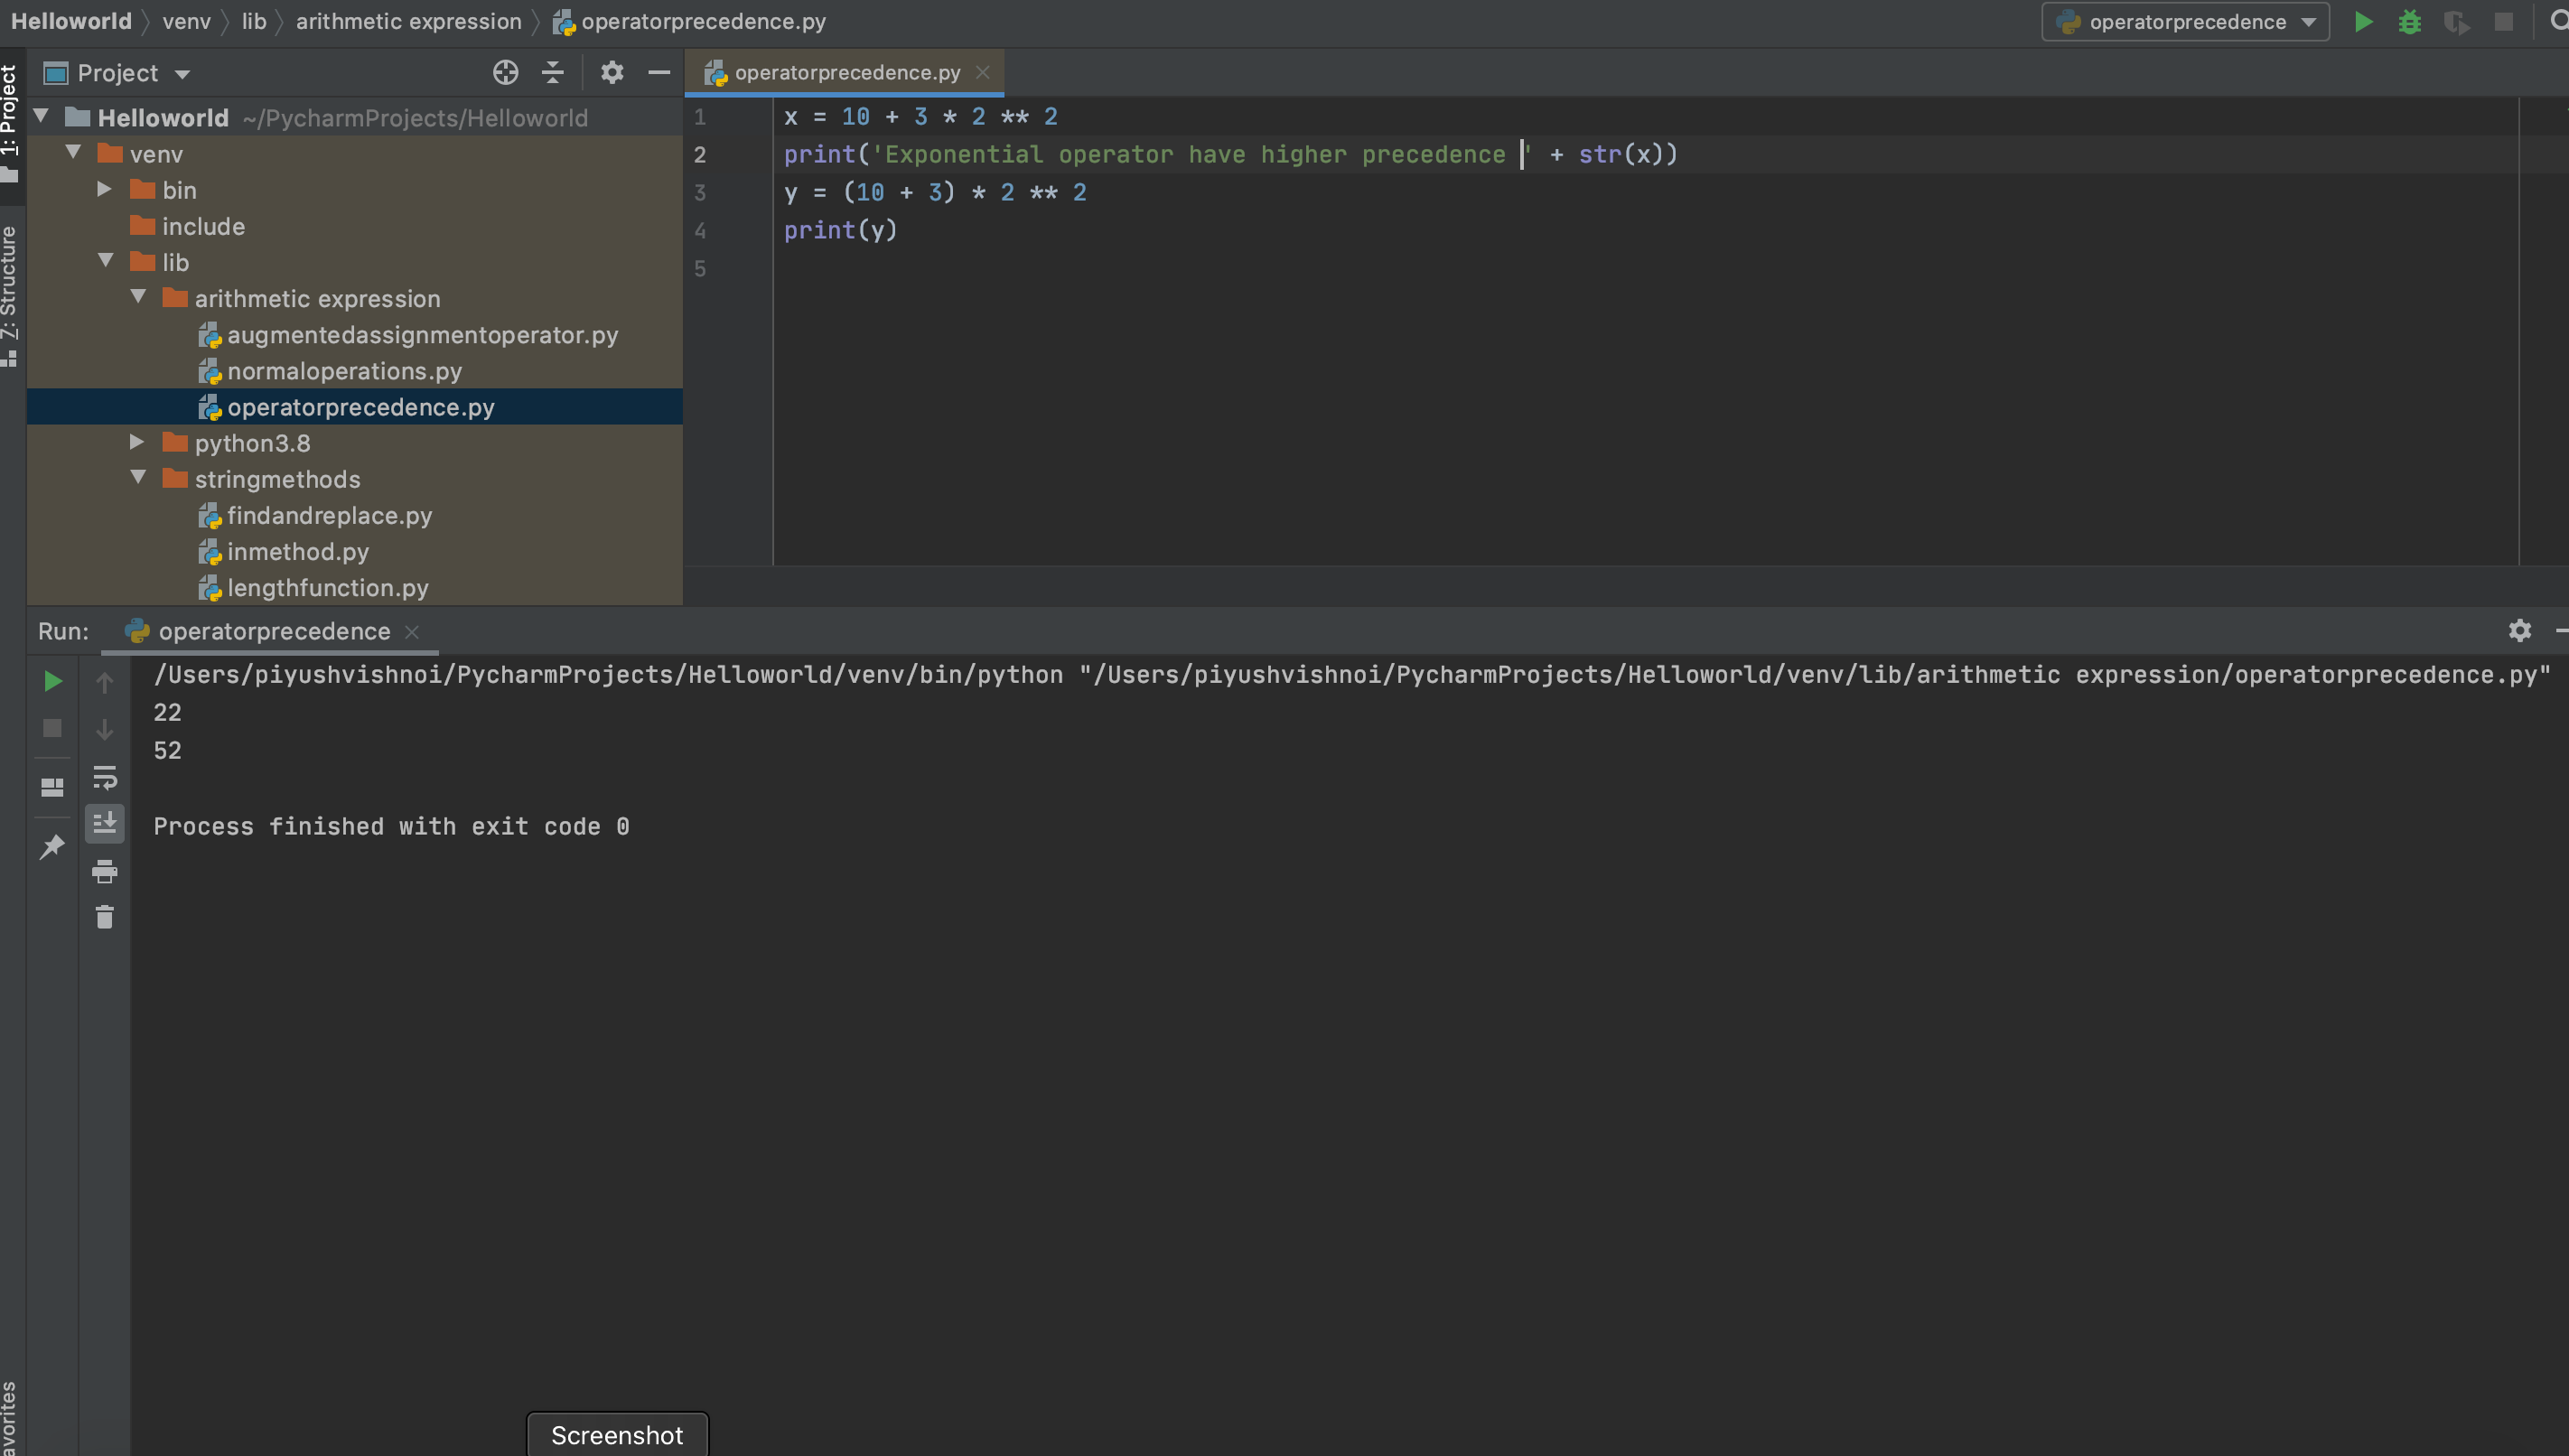 Helloworld venv lib arithmetic expression operatorprecedence.py
operatorprecedence
1: Project
7: Structure
Project
Helloworld ~/PycharmProjects/Helloworld
venv
bin
include
lib
arithmetic expression
augmentedassignmentoperator.py
normaloperations.py
operatorprecedence.py
python3.8
stringmethods
findandreplace.py
inmethod.py
lengthfunction.py
operatorprecedence.py
1 x = 10 + 3 * 2 ** 2
2 print('Exponential operator have higher precedence ' + str(x))
3 y = (10 + 3) * 2 ** 2
4 print(y)
5
Run: operatorprecedence
/Users/piyushvishnoi/PycharmProjects/Helloworld/venv/bin/python "/Users/piyushvishnoi/PycharmProjects/Helloworld/venv/lib/arithmetic expression/operatorprecedence.py"
22
52
Process finished with exit code 0
avorites
Screenshot